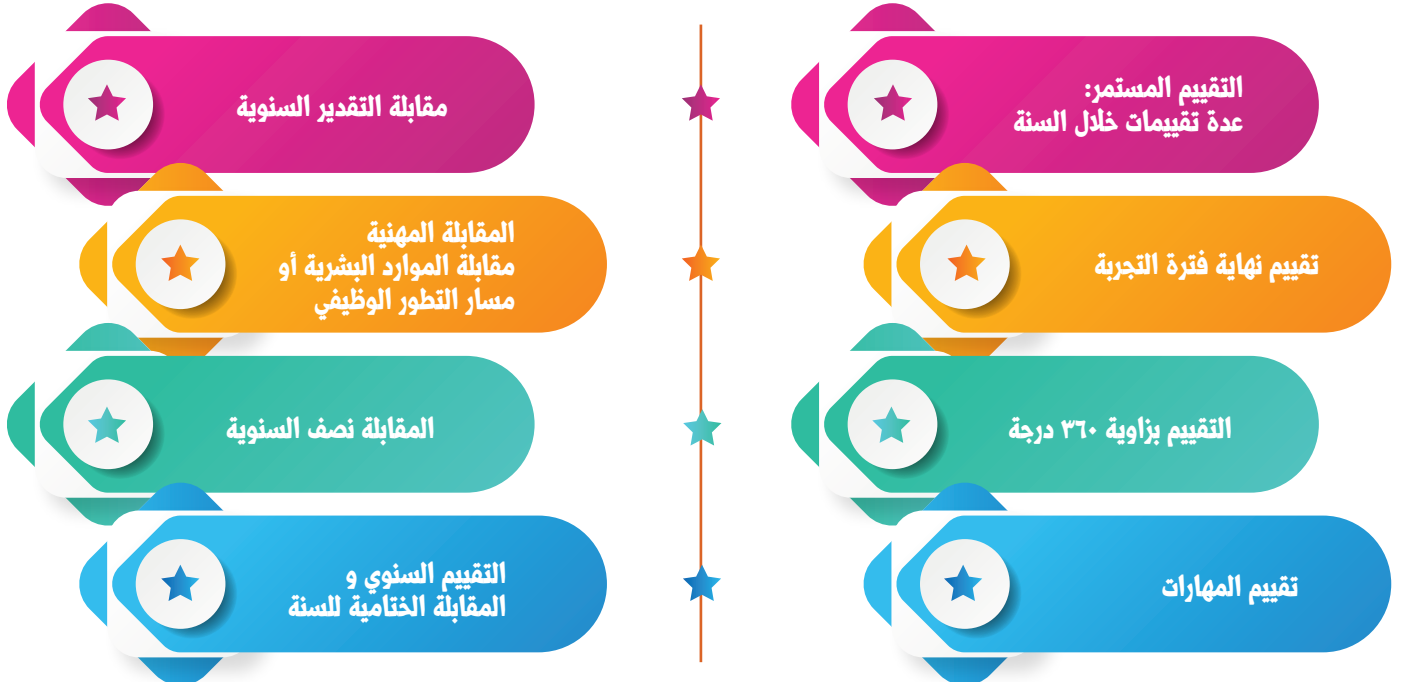 التقييم المستمر:
عدة تقييمات خلال السنة
تقييم نهاية فترة التجربة
التقييم بزاوية ٣٦٠ درجة
تقييم المهارات
مقابلة التقدير السنوية
المقابلة المهنية
مقابلة الموارد البشرية أو
مسار التطور الوظيفي
المقابلة نصف السنوية
التقييم السنوي و
المقابلة الختامية للسنة